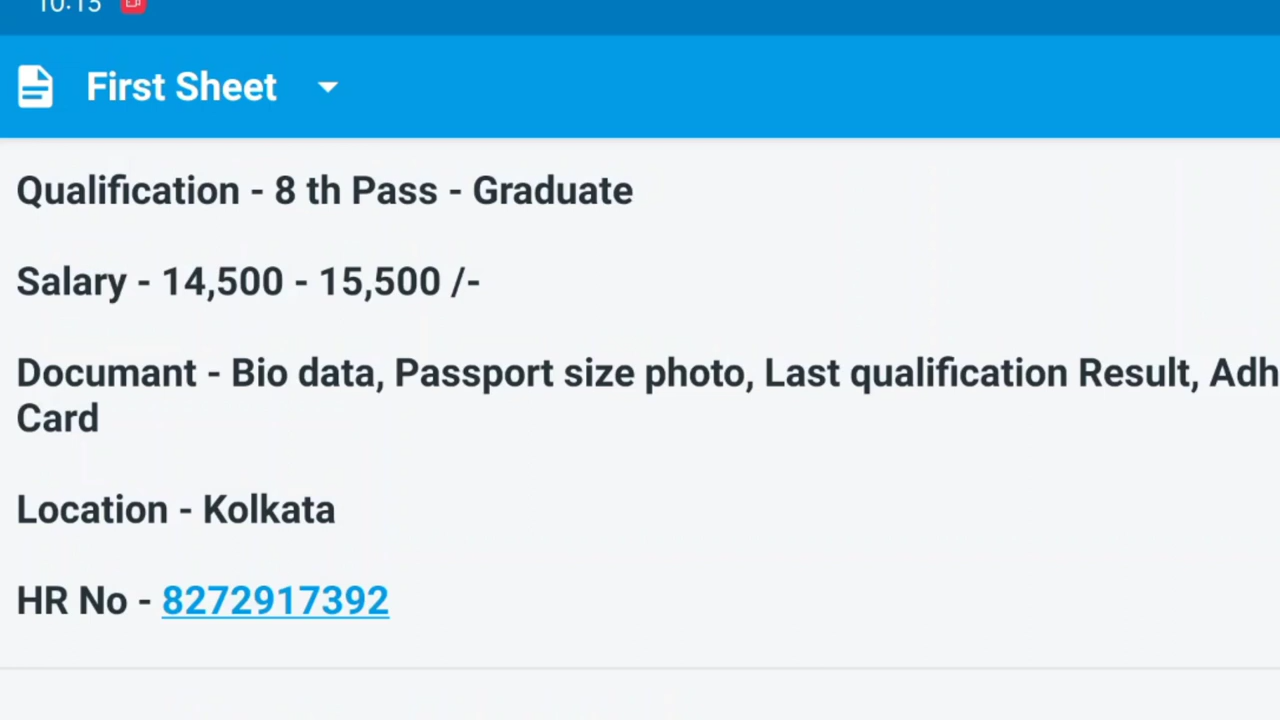 10:15
First Sheet
Qualification - 8 th Pass - Graduate
Salary - 14,500 - 15,500 /-
Documant - Bio data, Passport size photo, Last qualification Result, Adh
Card
Location - Kolkata
HR No - 8272917392